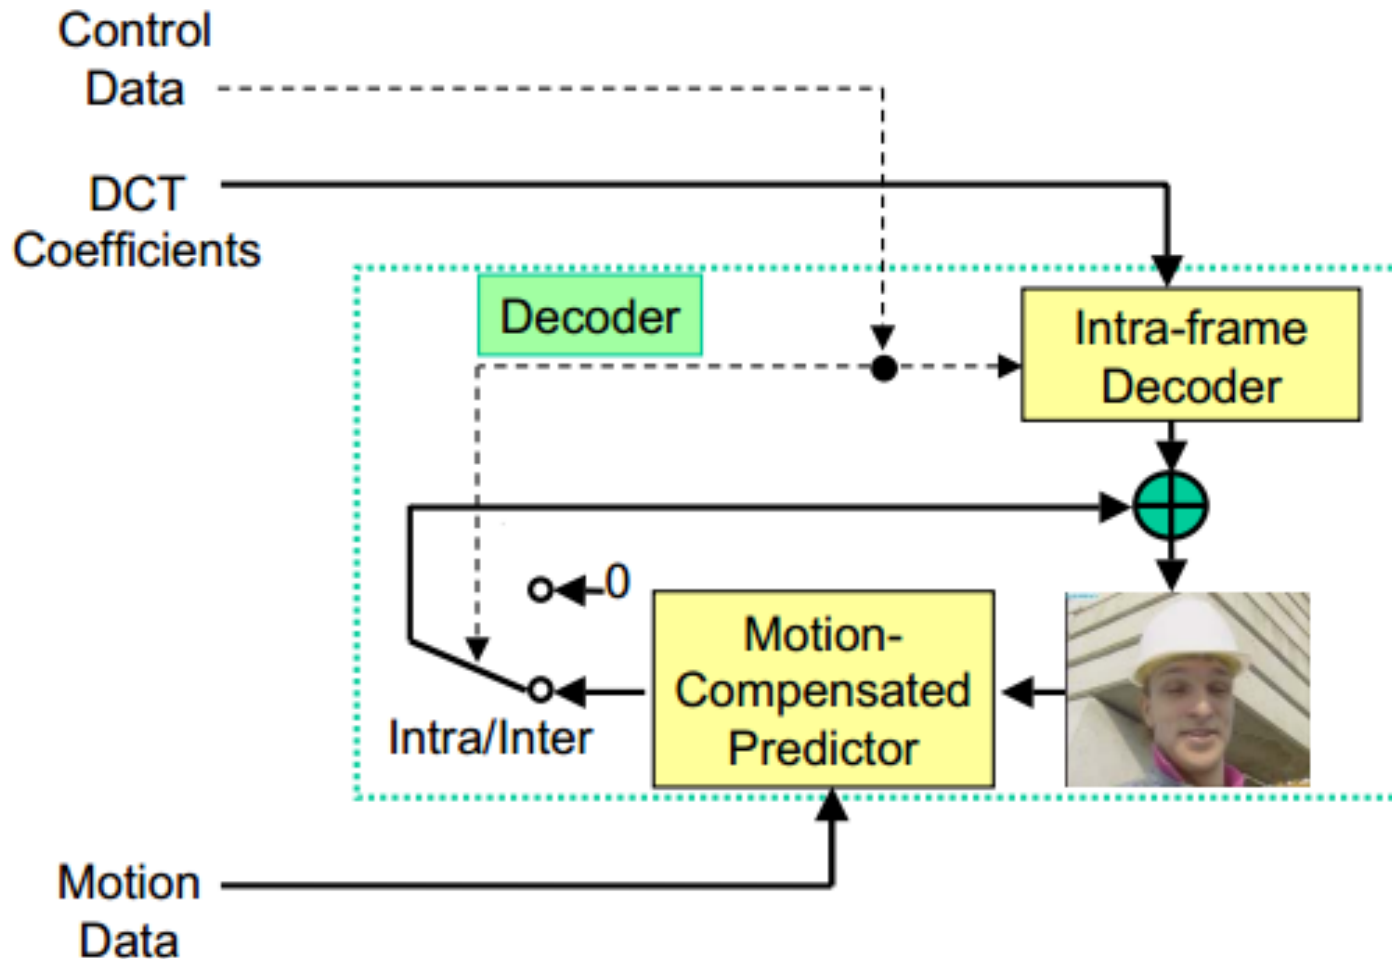 Control
Data
DCT
Coefficients
Decoder
Intra-frame
Decoder
0
Motion-
Compensated
Predictor
Intra/Inter
Motion
Data